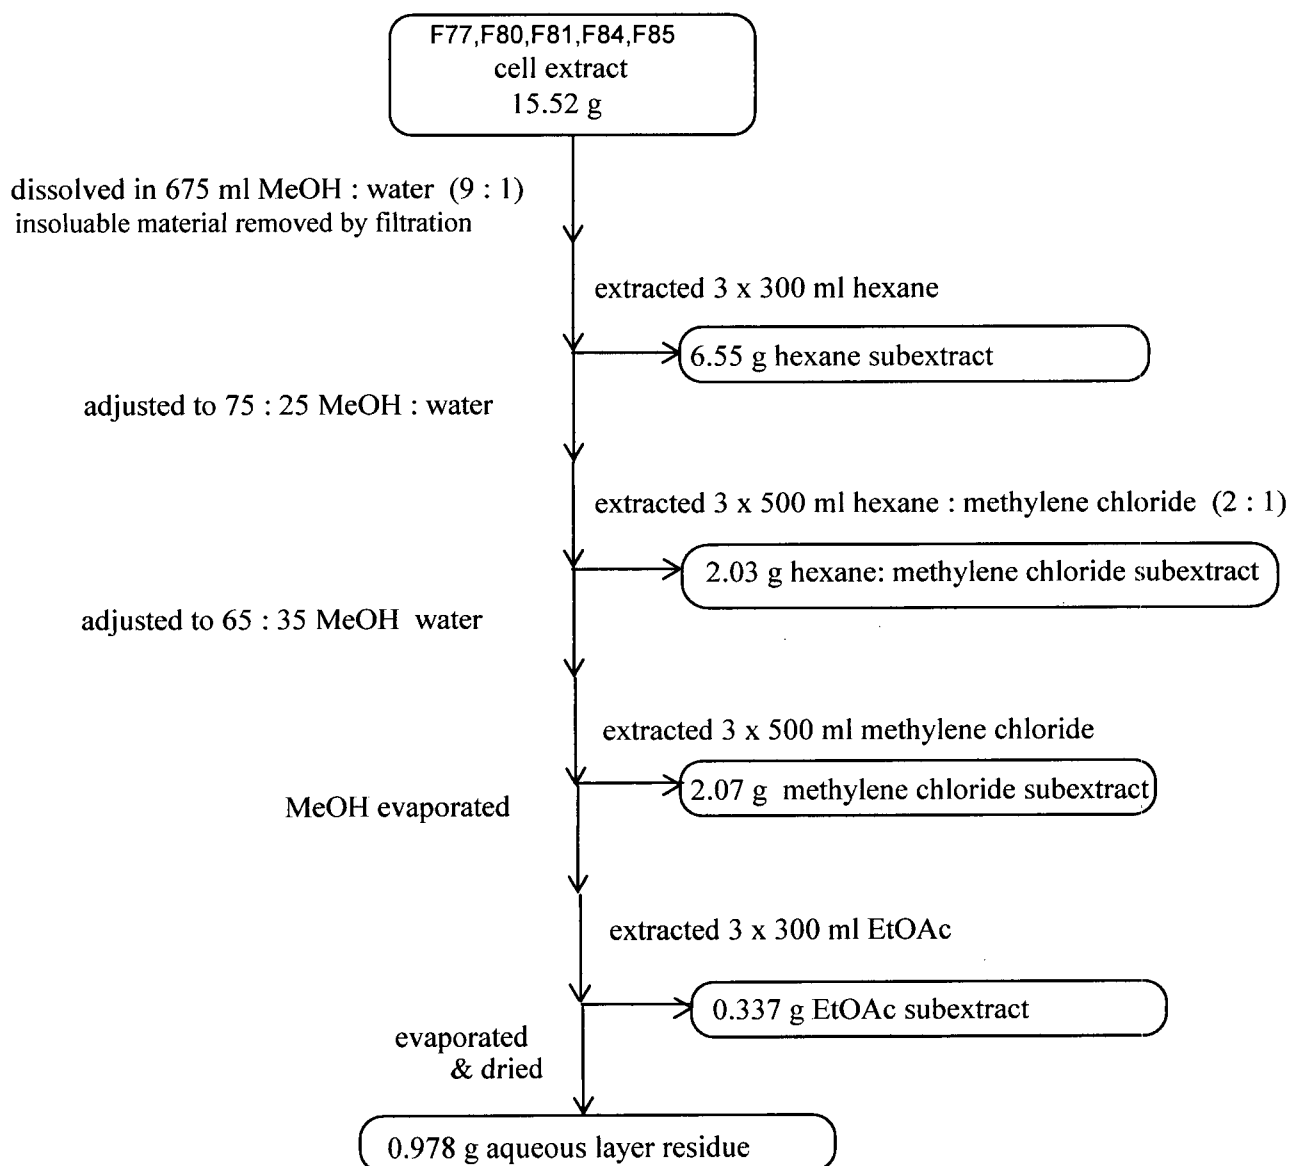 F77,F80,F81,F84,F85
cell extract
15.52 g
dissolved in 675 ml MeOH : water (9 : 1)
insoluable material removed by filtration
extracted 3 x 300 ml hexane
6.55 g hexane subextract
adjusted to 75 : 25 MeOH : water
extracted 3 x 500 ml hexane : methylene chloride (2 : 1)
2.03 g hexane: methylene chloride subextract
adjusted to 65 : 35 MeOH water
extracted 3 x 500 ml methylene chloride
2.07 g methylene chloride subextract
MeOH evaporated
extracted 3 x 300 ml EtOAc
0.337 g EtOAc subextract
evaporated
& dried
0.978 g aqueous layer residue